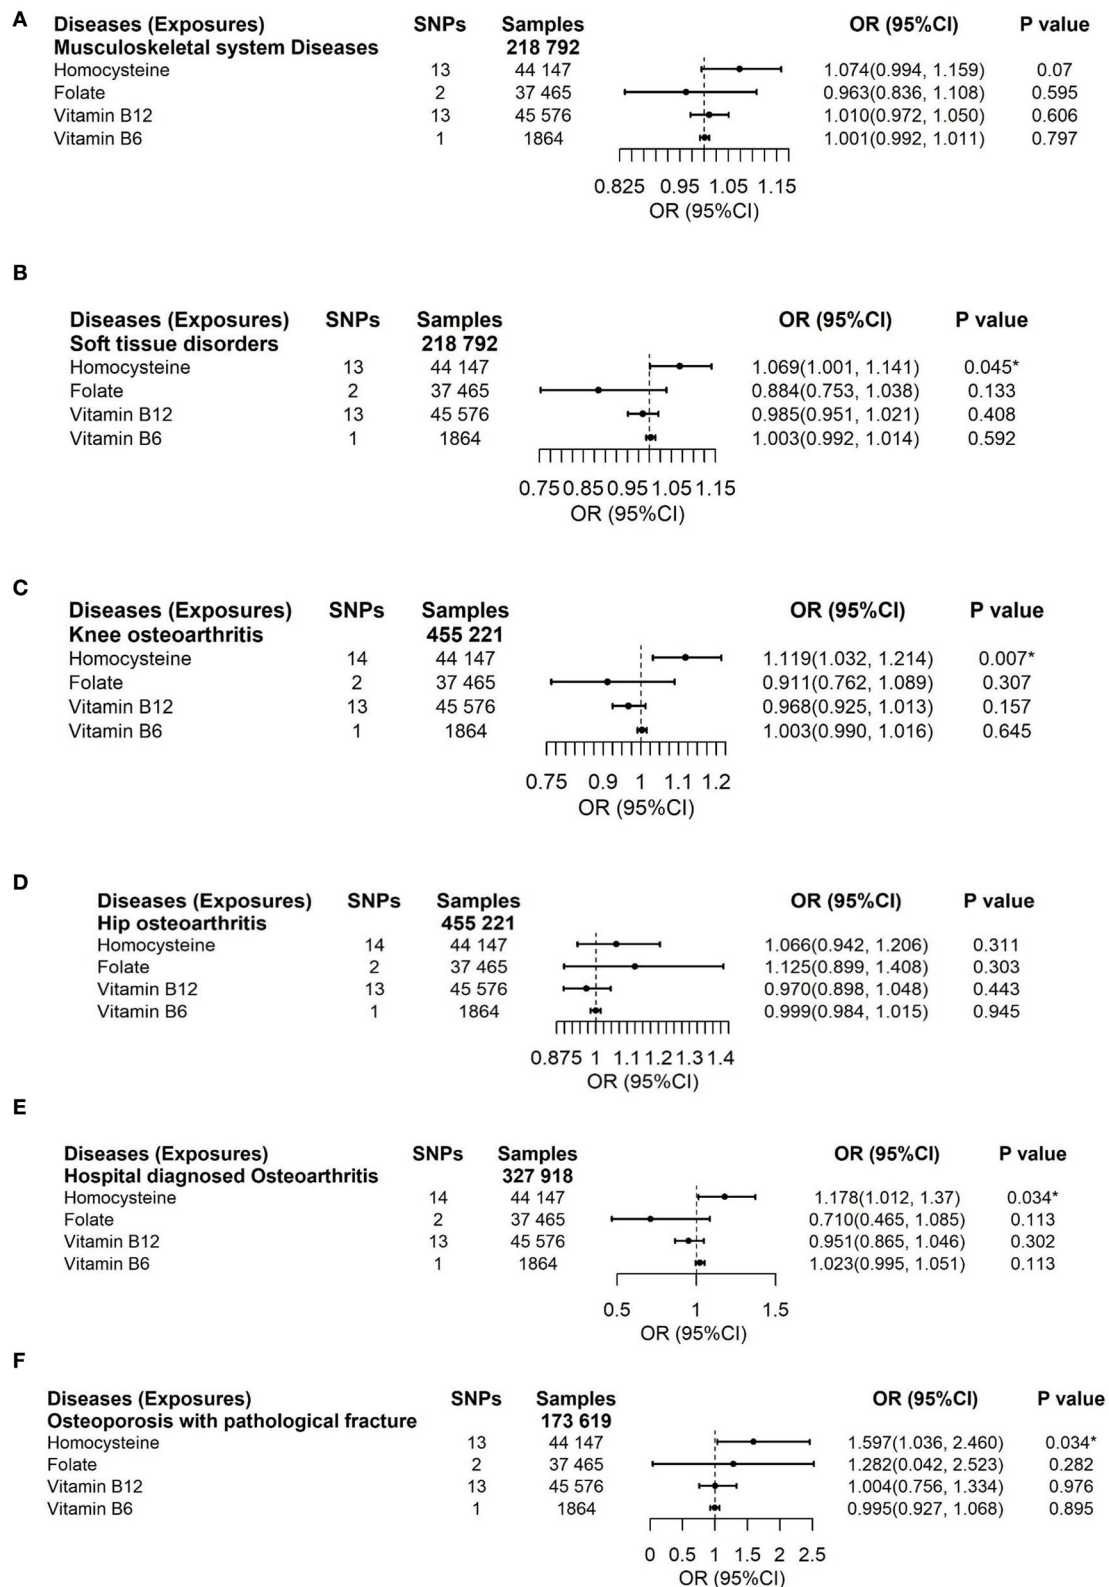 A
Diseases (Exposures) SNPs Samples OR (95%CI) P value
Musculoskeletal system Diseases 218 792
Homocysteine 13 44 147 1.074(0.994, 1.159) 0.07
Folate 2 37 465 0.963(0.836, 1.108) 0.595
Vitamin B12 13 45 576 1.010(0.972, 1.050) 0.606
Vitamin B6 1 1864 1.001(0.992, 1.011) 0.797
0.825 0.95 1.05 1.15
OR (95%CI)
B
Diseases (Exposures) SNPs Samples OR (95%CI) P value
Soft tissue disorders 218 792
Homocysteine 13 44 147 1.069(1.001, 1.141) 0.045*
Folate 2 37 465 0.884(0.753, 1.038) 0.133
Vitamin B12 13 45 576 0.985(0.951, 1.021) 0.408
Vitamin B6 1 1864 1.003(0.992, 1.014) 0.592
0.75 0.85 0.95 1.05 1.15
OR (95%CI)
C
Diseases (Exposures) SNPs Samples OR (95%CI) P value
Knee osteoarthritis 455 221
Homocysteine 14 44 147 1.119(1.032, 1.214) 0.007*
Folate 2 37 465 0.911(0.762, 1.089) 0.307
Vitamin B12 13 45 576 0.968(0.925, 1.013) 0.157
Vitamin B6 1 1864 1.003(0.990, 1.016) 0.645
0.75 0.9 1 1.1 1.2
OR (95%CI)
D
Diseases (Exposures) SNPs Samples OR (95%CI) P value
Hip osteoarthritis 455 221
Homocysteine 14 44 147 1.066(0.942, 1.206) 0.311
Folate 2 37 465 1.125(0.899, 1.408) 0.303
Vitamin B12 13 45 576 0.970(0.898, 1.048) 0.443
Vitamin B6 1 1864 0.999(0.984, 1.015) 0.945
0.875 1 1.1 1.2 1.3 1.4
OR (95%CI)
E
Diseases (Exposures) SNPs Samples OR (95%CI) P value
Hospital diagnosed Osteoarthritis 327 918
Homocysteine 14 44 147 1.178(1.012, 1.37) 0.034*
Folate 2 37 465 0.710(0.465, 1.085) 0.113
Vitamin B12 13 45 576 0.951(0.865, 1.046) 0.302
Vitamin B6 1 1864 1.023(0.995, 1.051) 0.113
0.5 1 1.5
OR (95%CI)
F
Diseases (Exposures) SNPs Samples OR (95%CI) P value
Osteoporosis with pathological fracture 173 619
Homocysteine 13 44 147 1.597(1.036, 2.460) 0.034*
Folate 2 37 465 1.282(0.042, 2.523) 0.282
Vitamin B12 13 45 576 1.004(0.756, 1.334) 0.976
Vitamin B6 1 1864 0.995(0.927, 1.068) 0.895
0 0.5 1 1.5 2 2.5
OR (95%CI)